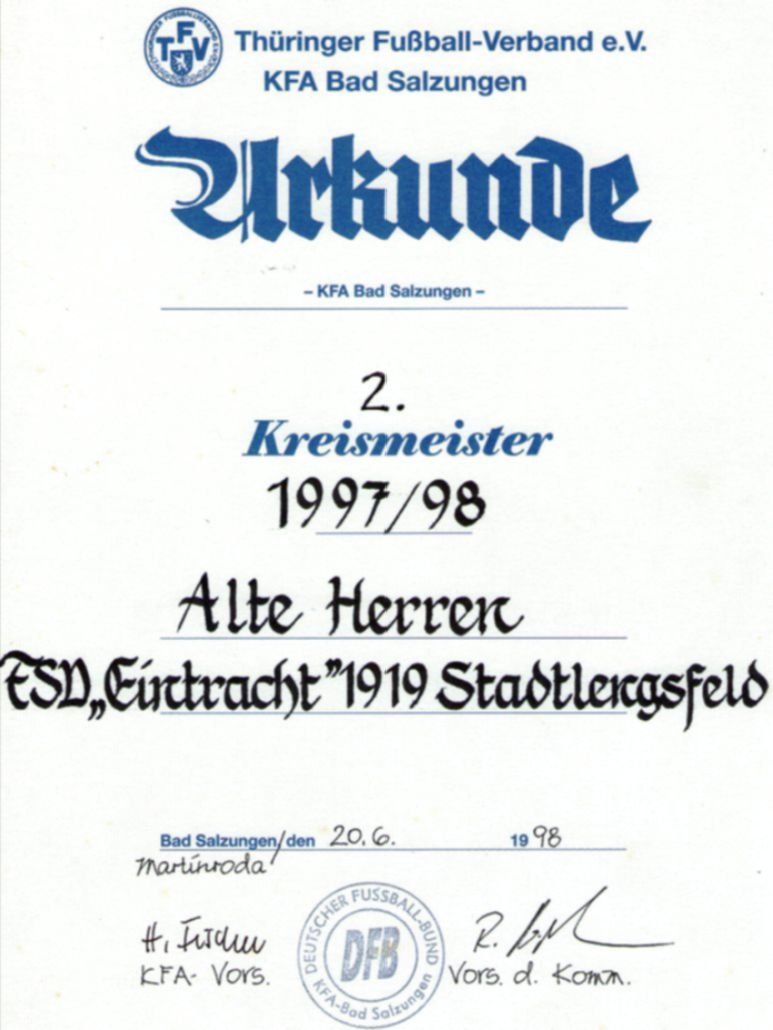 TFV
Thüringer Fußball-Verband e.V.
KFA Bad Salzungen
Urkunde
– KFA Bad Salzungen –
2.
Kreismeister
1997/98
Alte Herren
TSV „Eintracht” 1919 Stadtlengsfeld
Bad Salzungen/den 20.6. 1998
Martinroda
H. Fischer
R.
DEUTSCHER FUSSBALL-BUND
DFB
KFA-Bad Salzungen
KFA-Vors.
Vors. d. Komm.